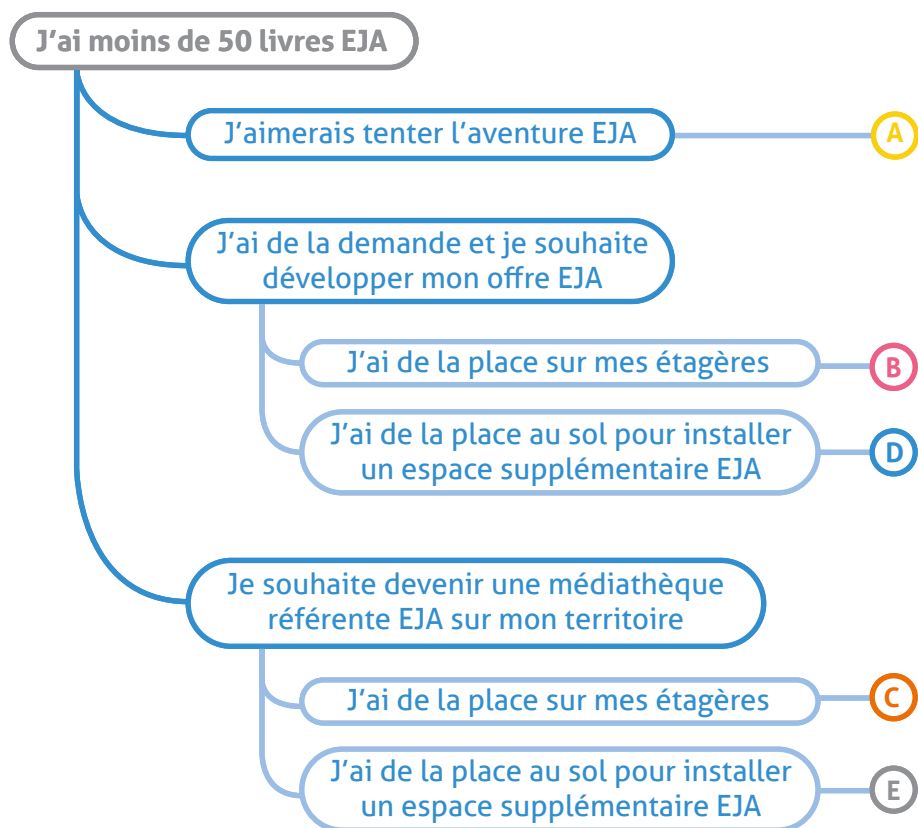 J’ai moins de 50 livres EJA
J’aimerais tenter l’aventure EJA
A
J’ai de la demande et je souhaite
développer mon offre EJA
J’ai de la place sur mes étagères
B
J’ai de la place au sol pour installer
un espace supplémentaire EJA
D
Je souhaite devenir une médiathèque
référente EJA sur mon territoire
J’ai de la place sur mes étagères
C
J’ai de la place au sol pour installer
un espace supplémentaire EJA
E